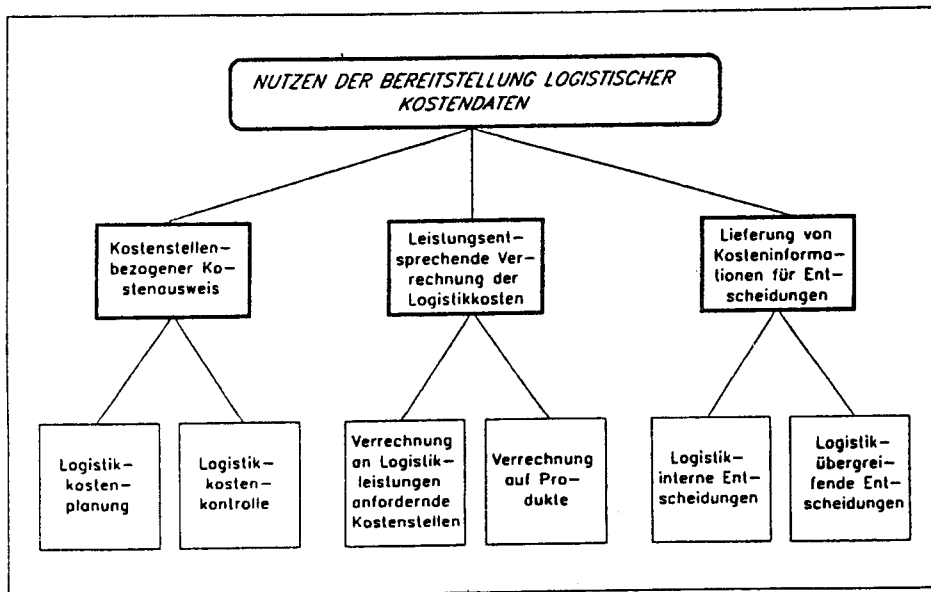 NUTZEN DER BEREITSTELLUNG LOGISTISCHER
KOSTENDATEN
Kostenstellen-
bezogener Ko-
stenausweis
Leistungsent-
sprechende Ver-
rechnung der
Logistikkosten
Lieferung von
Kosteninforma-
tionen für Ent-
scheidungen
Logistik-
kosten-
planung
Logistik-
kosten-
kontrolle
Verrechnung
an Logistik-
leistungen
anfordernde
Kostenstellen
Verrechnung
auf Pro-
dukte
Logistik-
interne Ent-
scheidungen
Logistik-
übergrei-
fende Ent-
scheidungen